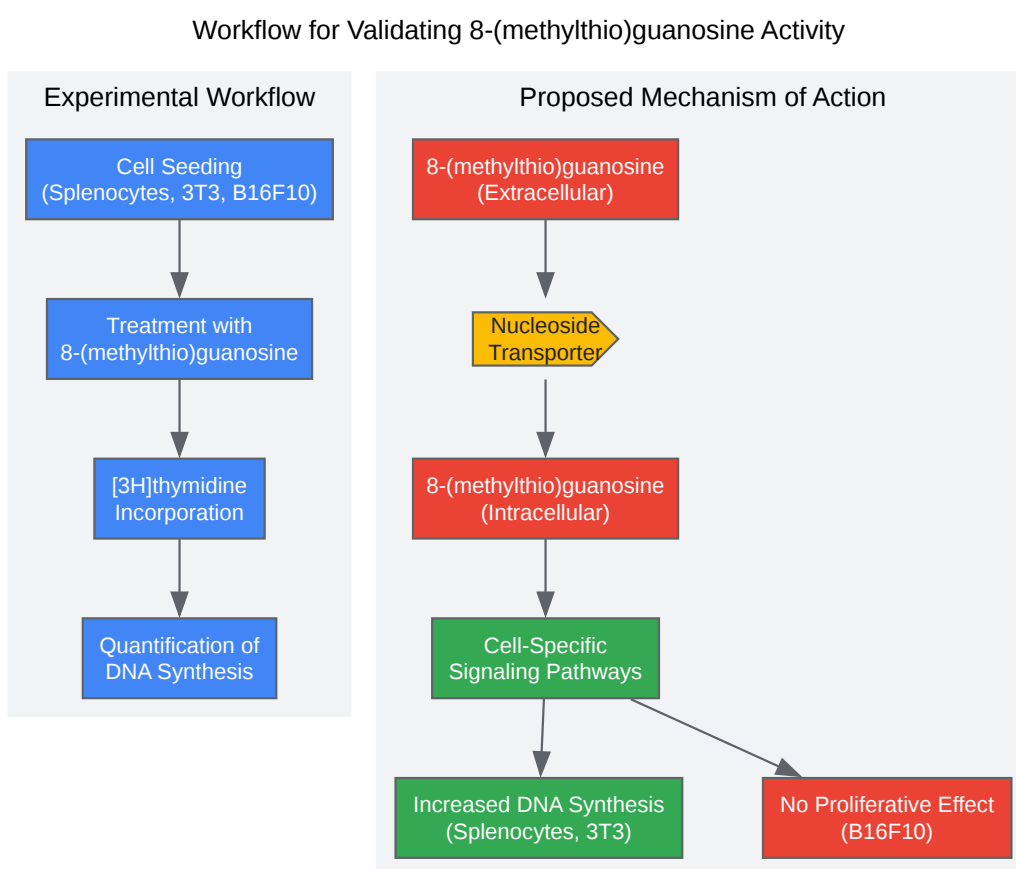 Workflow for Validating 8-(methylthio)guanosine Activity
Experimental Workflow
Cell Seeding
(Splenocytes, 3T3, B16F10)
Treatment with
8-(methylthio)guanosine
[3H]thymidine
Incorporation
Quantification of
DNA Synthesis
Proposed Mechanism of Action
8-(methylthio)guanosine
(Extracellular)
Nucleoside
Transporter
8-(methylthio)guanosine
(Intracellular)
Cell-Specific
Signaling Pathways
Increased DNA Synthesis
(Splenocytes, 3T3)
No Proliferative Effect
(B16F10)